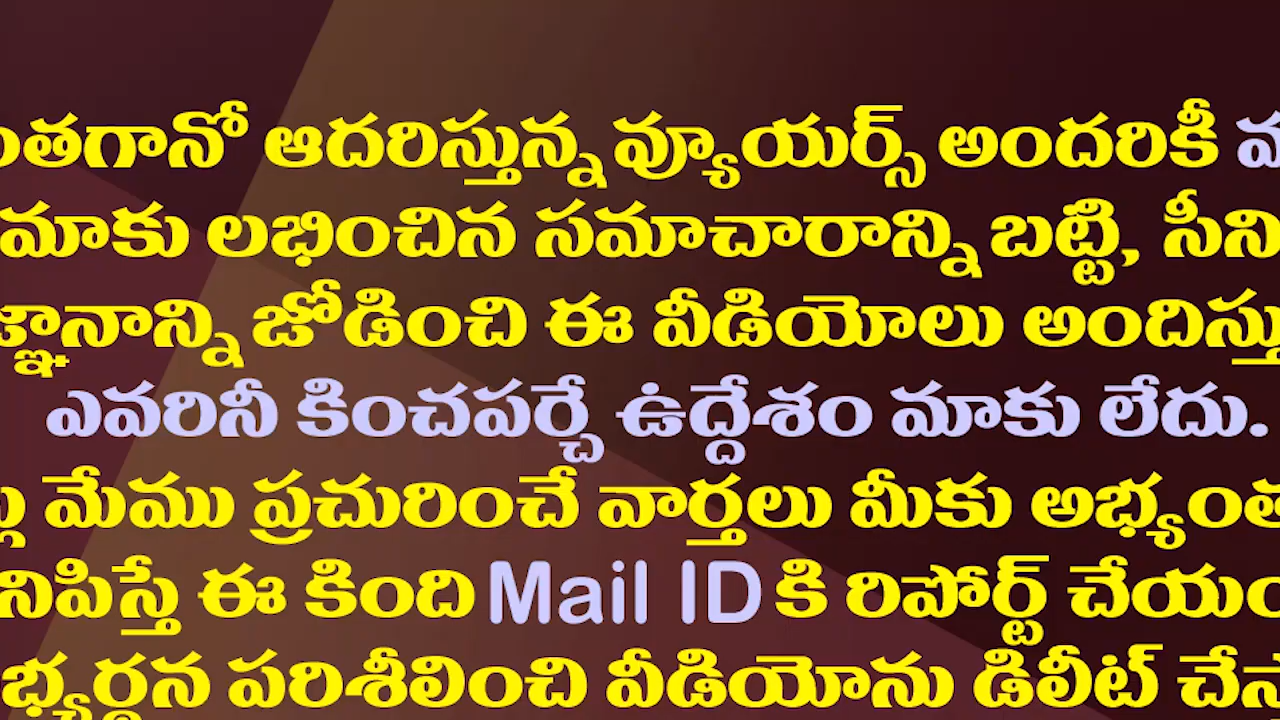 ఆదరిస్తున్న వ్యూయర్స్ అందరికీ
మాకు లభించిన సమాచారాన్ని బట్టి,
జోడించి ఈ వీడియోలు
ఎవరినీ కించపర్చే ఉద్దేశం మాకు లేదు.
మేము ప్రచురించే వార్తలు మీకు
ఈ కింది Mail ID కి రిపోర్ట్
పరిశీలించి వీడియోను డిలీట్